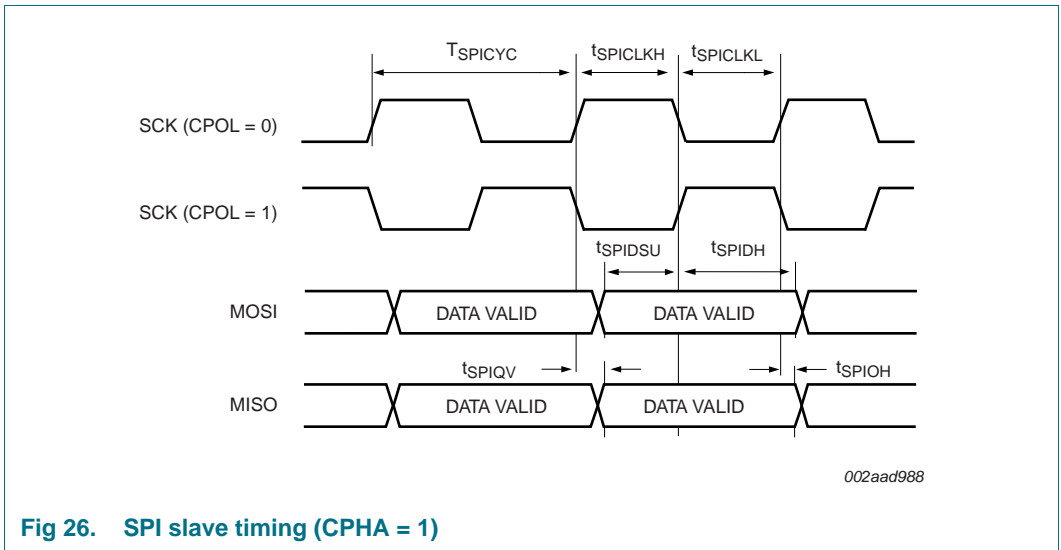 TSPICYC tSPICLKH tSPICLKL
SCK (CPOL = 0)
SCK (CPOL = 1)
tSPIDSU tSPIDH
MOSI DATA VALID DATA VALID
tSPIQV tSPIOH
MISO DATA VALID DATA VALID
002aad988
Fig 26. SPI slave timing (CPHA = 1)